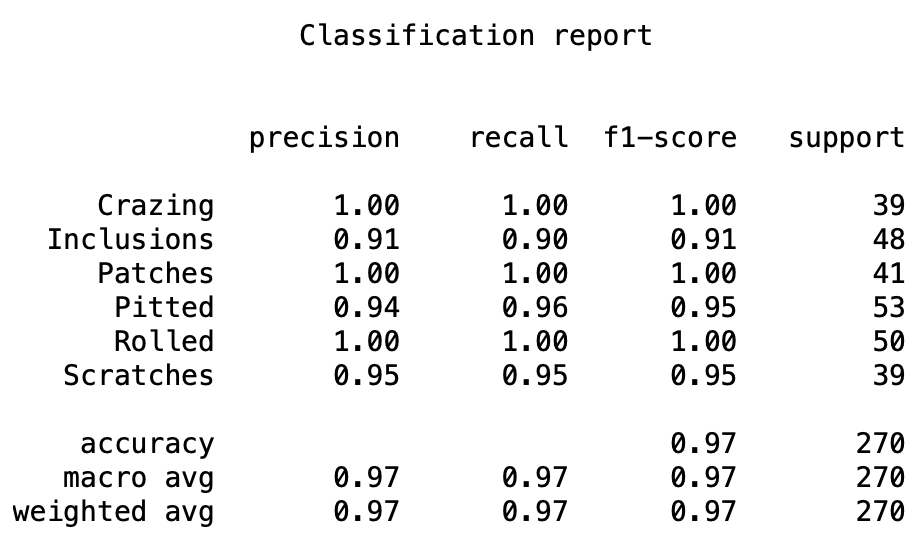 Classification report
precision recall f1-score support
Crazing 1.00 1.00 1.00 39
Inclusions 0.91 0.90 0.91 48
Patches 1.00 1.00 1.00 41
Pitted 0.94 0.96 0.95 53
Rolled 1.00 1.00 1.00 50
Scratches 0.95 0.95 0.95 39
accuracy 0.97 270
macro avg 0.97 0.97 0.97 270
weighted avg 0.97 0.97 0.97 270